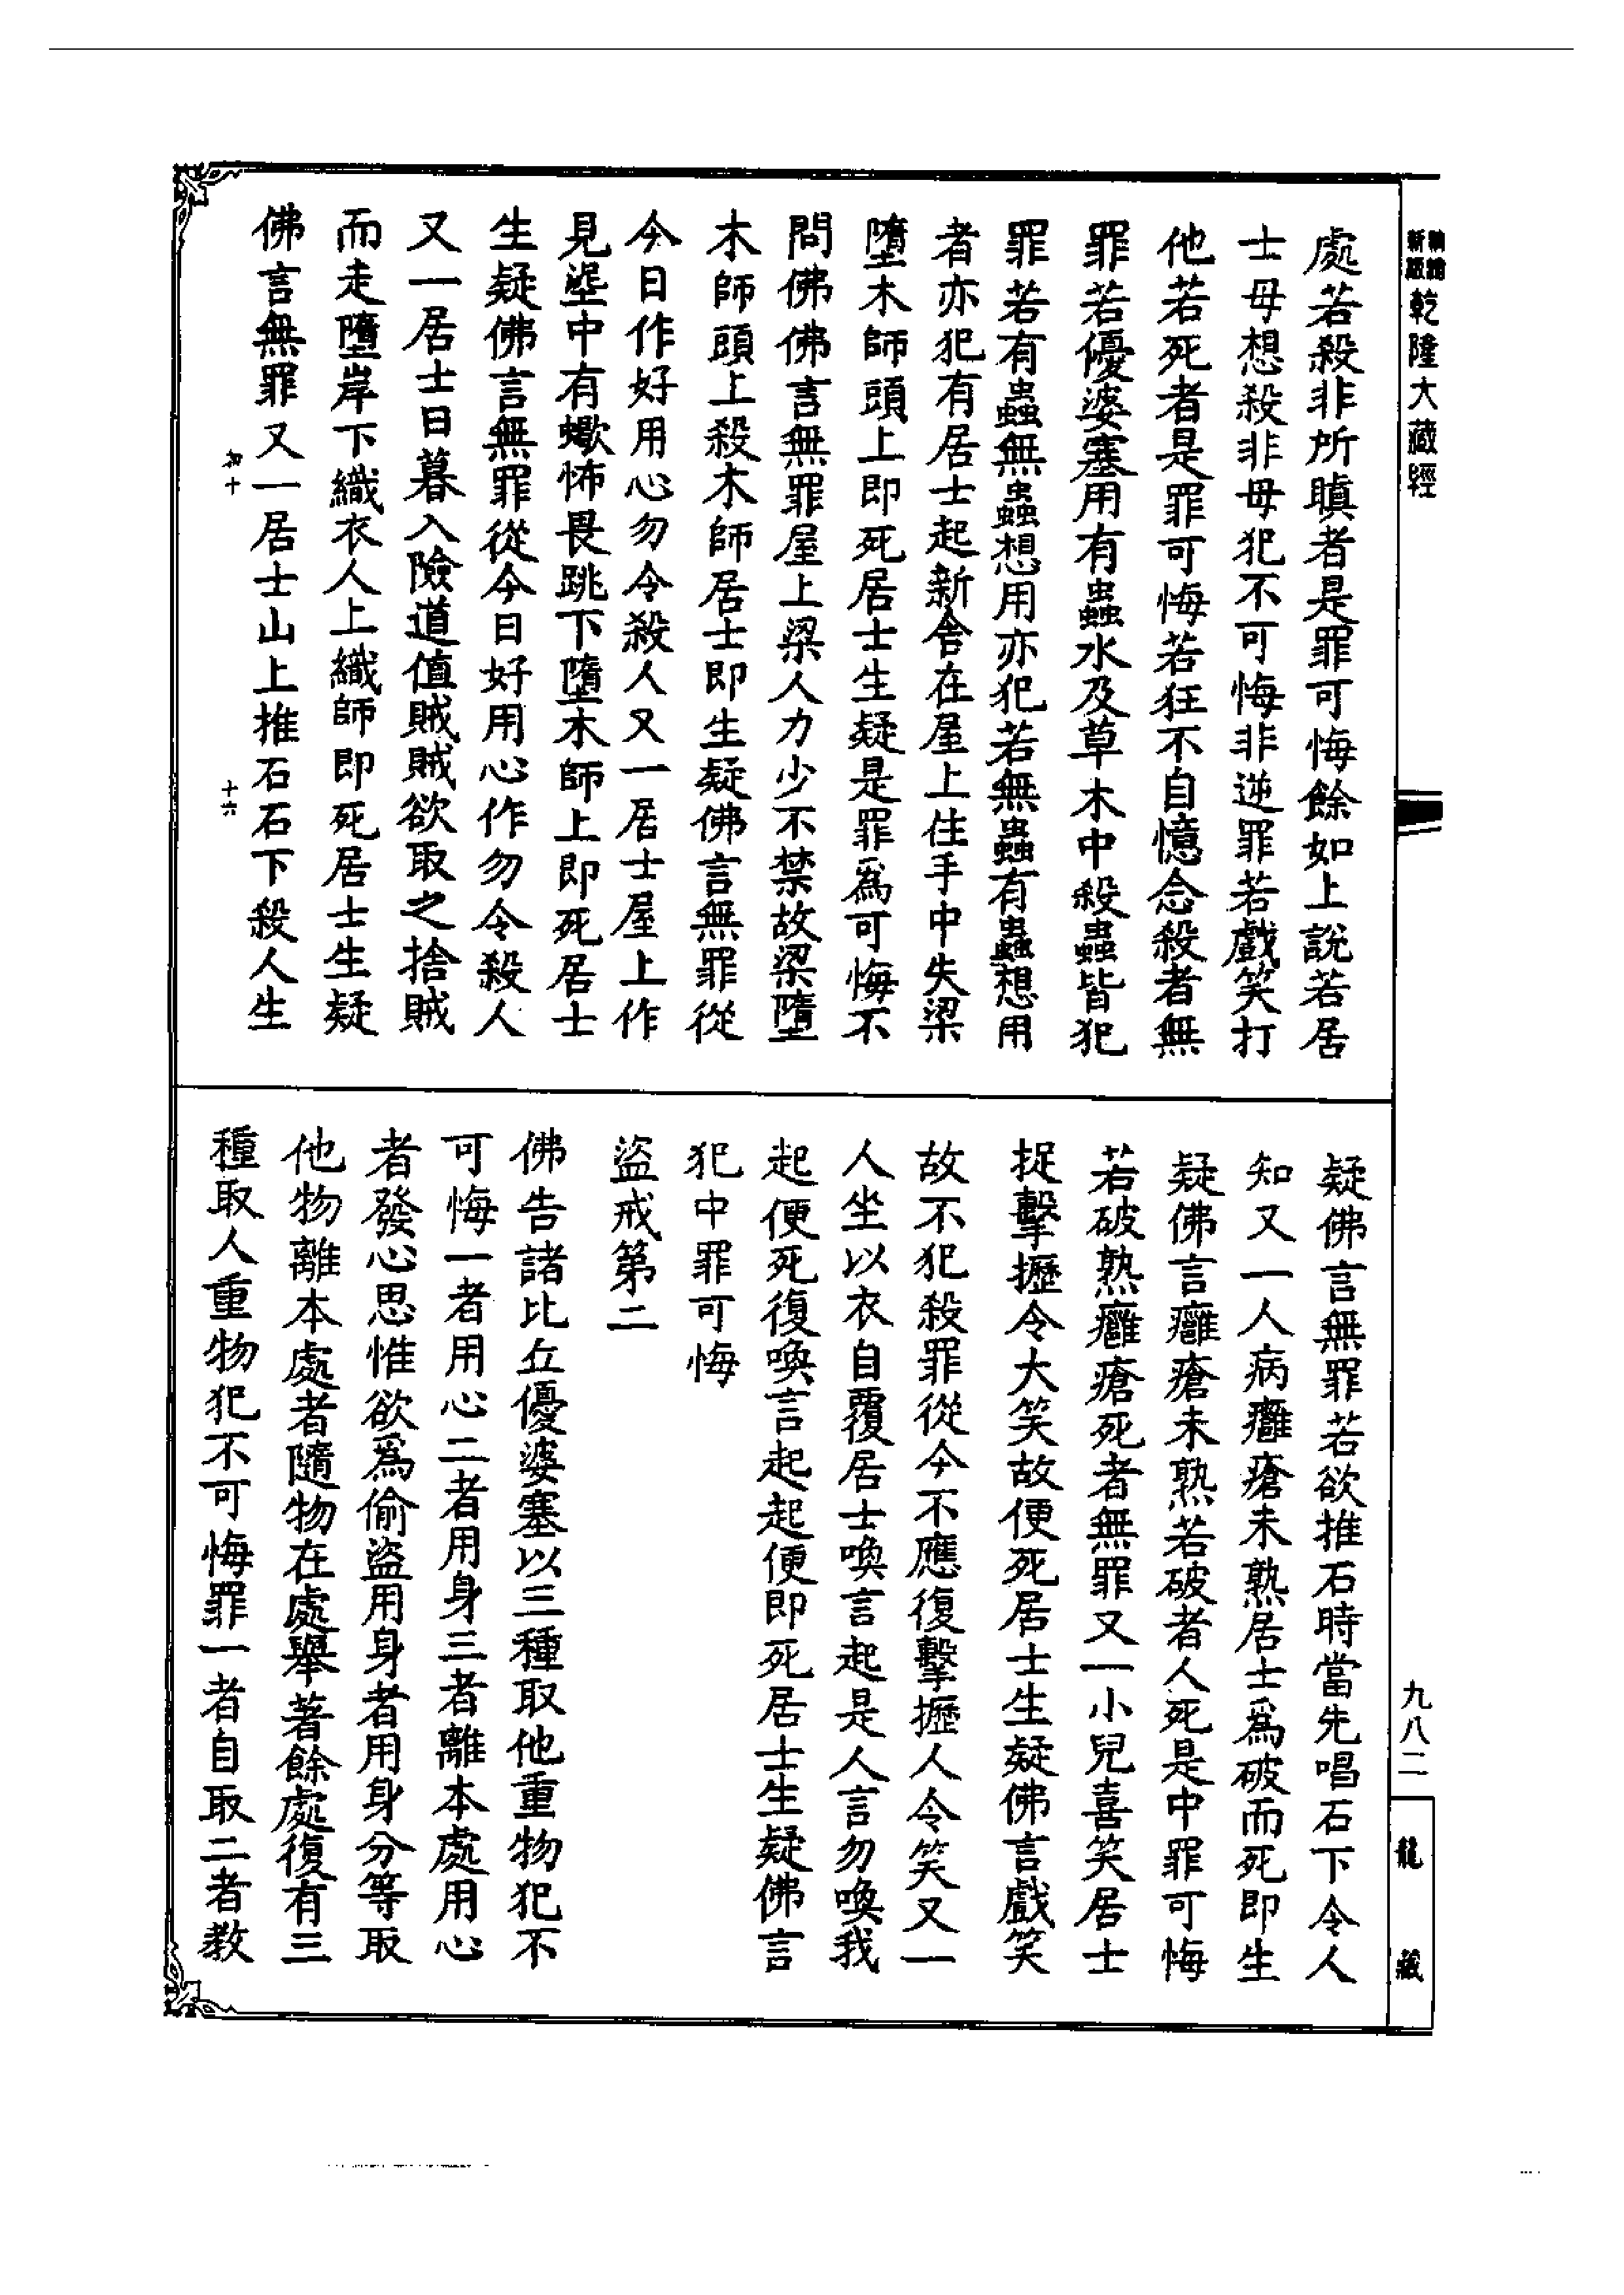 新版
乾隆大藏經
處若殺非所瞋者是罪可悔餘如上說若居
士母想殺非母犯不可悔非逆罪若戲笑打
他若死者是罪可悔若狂不自憶念殺者無
罪若優婆塞用有蟲水及草木中殺蟲皆犯
罪若有蟲無蟲想用亦犯若無蟲有蟲想用
者亦犯有居士起新舍在屋上住手中失梁
墮木師頭上即死居士生疑是罪爲可悔不
問佛佛言無罪屋上梁人力少不禁故梁墮
木師頭上殺木師居士即生疑佛言無罪從
今日作好用心勿令殺人又一居士屋上作
見壂中有蠍怖畏跳下墮木師上即死居士
生疑佛言無罪從今日好用心作勿令殺人
又一居士日暮入險道值賊賊欲取之捨賊
而走墮岸下織衣人上織師即死居士生疑
佛言無罪又一居士山上推石石下殺人生
初十
十六
疑佛言無罪若欲推石時當先唱石下令人
知又一人病癰瘡未熟居士爲破而死即生
疑佛言癰瘡未熟若破者人死是中罪可悔
若破熟癰瘡死者無罪又一小兒喜笑居士
捉擊攊令大笑故便死居士生疑佛言戲笑
故不犯殺罪從今不應復擊攊人令笑又一
人坐以衣自覆居士喚言起是人言勿喚我
起便死復喚言起起便即死居士生疑佛言
犯中罪可悔
盜戒第二
佛告諸比丘優婆塞以三種取他重物犯不
可悔一者用心二者用身三者離本處用心
者發心思惟欲爲偷盜用身者用身分等取
他物離本處者隨物在處舉著餘處復有三
種取人重物犯不可悔罪一者自取二者教
九八二
龍藏